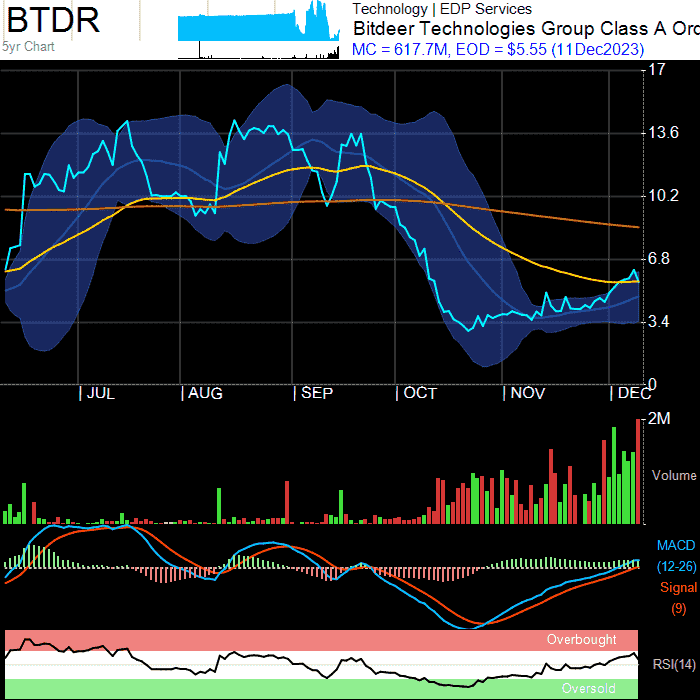 BTDR
5yr Chart
Technology | EDP Services
Bitdeer Technologies Group Class A Ord
MC = 617.7M, EOD = $5.55 (11Dec2023)
17
13.6
10.2
6.8
3.4
0
JUL
AUG
SEP
OCT
NOV
DEC
2M
Volume
MACD
(12-26)
Signal
(9)
Overbought
RSI(14)
Oversold